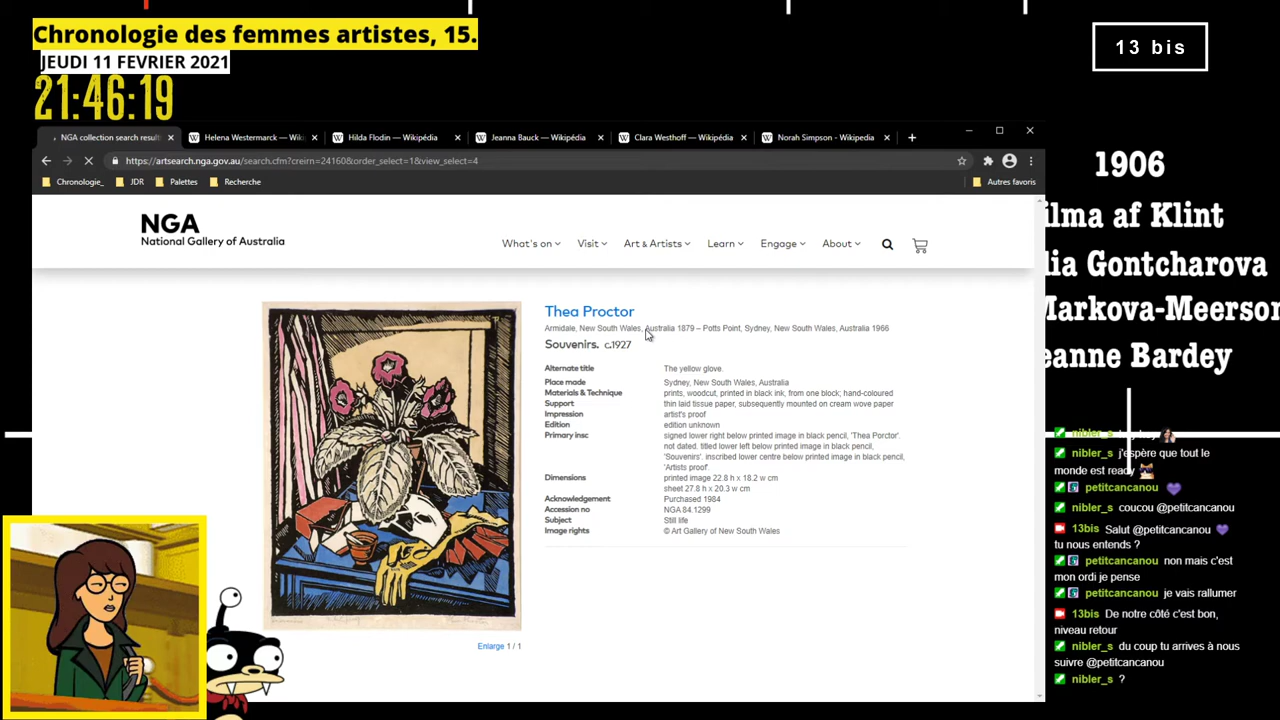 Chronologie des femmes artistes, 15.
JEUDI 11 FEVRIER 2021
21:46:19
13 bis
NGA collection search result
Helena Westermarck — Wik
Hilda Flodin — Wikipédia
Jeanna Bauck — Wikipédia
Clara Westhoff — Wikipédia
Norah Simpson - Wikipedia
https://artsearch.nga.gov.au/search.cfm?creirn=24160&order_select=1&view_select=4
Chronologie_
JDR
Palettes
Recherche
Autres favoris
NGA
National Gallery of Australia
What's on
Visit
Art & Artists
Learn
Engage
About
Thea Proctor
Armidale, New South Wales, Australia 1879 – Potts Point, Sydney, New South Wales, Australia 1966
Souvenirs. c.1927
Alternate title The yellow glove.
Place made Sydney, New South Wales, Australia
Materials & Technique prints, woodcut, printed in black ink, from one block; hand-coloured
Support thin laid tissue paper, subsequently mounted on cream wove paper
Impression artist's proof
Edition edition unknown
Primary insc signed lower right below printed image in black pencil, 'Thea Porctor'.
not dated. titled lower left below printed image in black pencil,
'Souvenirs'. inscribed lower centre below printed image in black pencil,
'Artists proof'
Dimensions printed image 22.8 h x 18.2 w cm
sheet 27.8 h x 20.3 w cm
Acknowledgement Purchased 1984
Accession no NGA 84.1299
Subject Still life
Image rights © Art Gallery of New South Wales
Enlarge 1 / 1
1906
ilma af Klint
lia Gontcharova
Markova-Meerson
eanne Bardey
nibler_s
nibler_s j'espère que tout le
monde est ready
petitcancanou
nibler_s coucou @petitcancanou
13bis Salut @petitcancanou
tu nous entends ?
petitcancanou non mais c'est
mon ordi je pense
petitcancanou je vais rallumer
13bis De notre côté c'est bon,
niveau retour
nibler_s du coup tu arrives à nous
suivre @petitcancanou
nibler_s ?